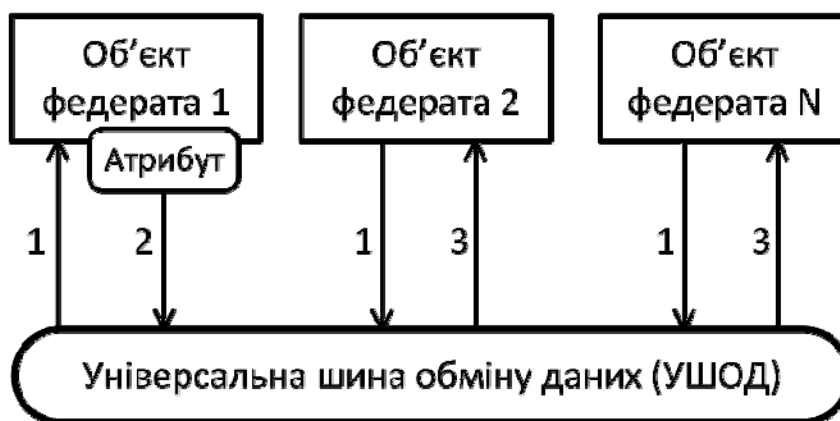 Об’єкт
федерата 1
Об’єкт
федерата 2
Об’єкт
федерата N
Атрибут
1
2
1
3
1
3
Універсальна шина обміну даних (УШОД)